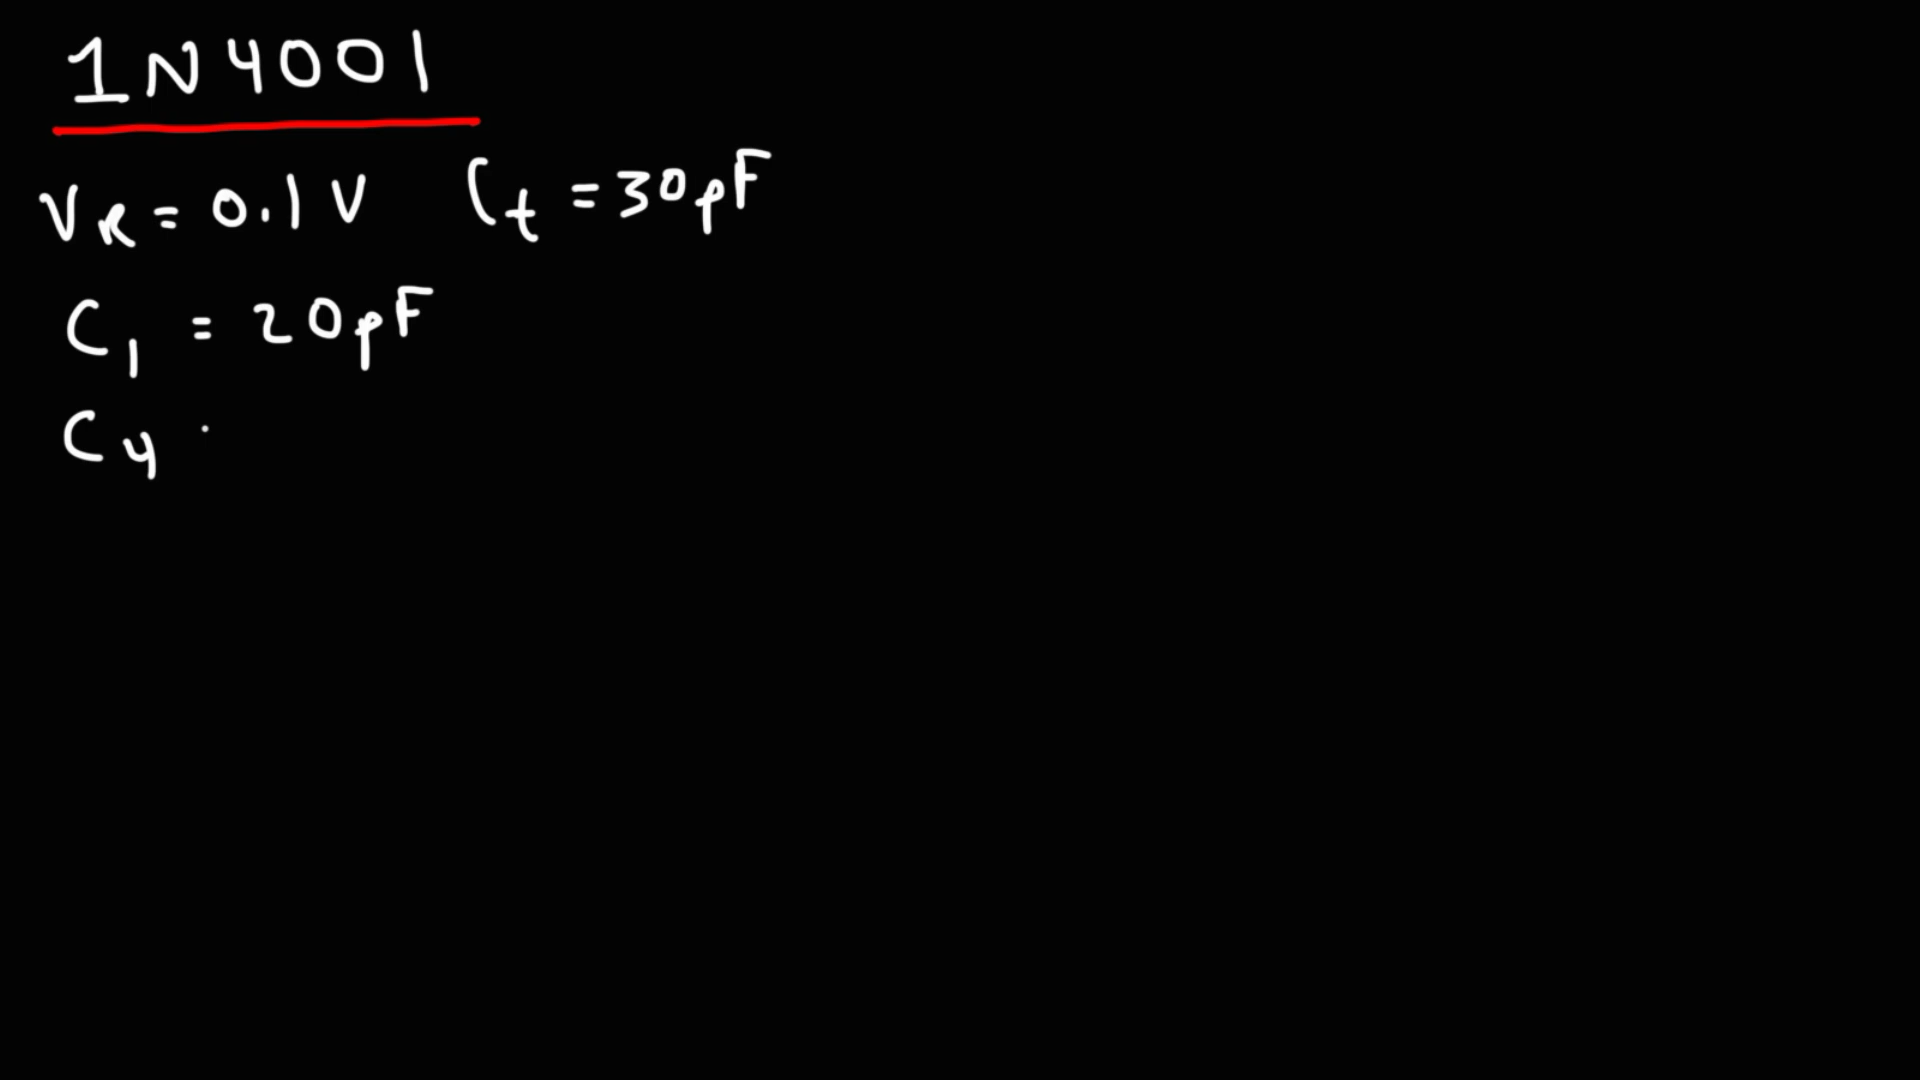 1N4001
VR = 0.1 V Ct = 30pF
C1 = 20pF
C4